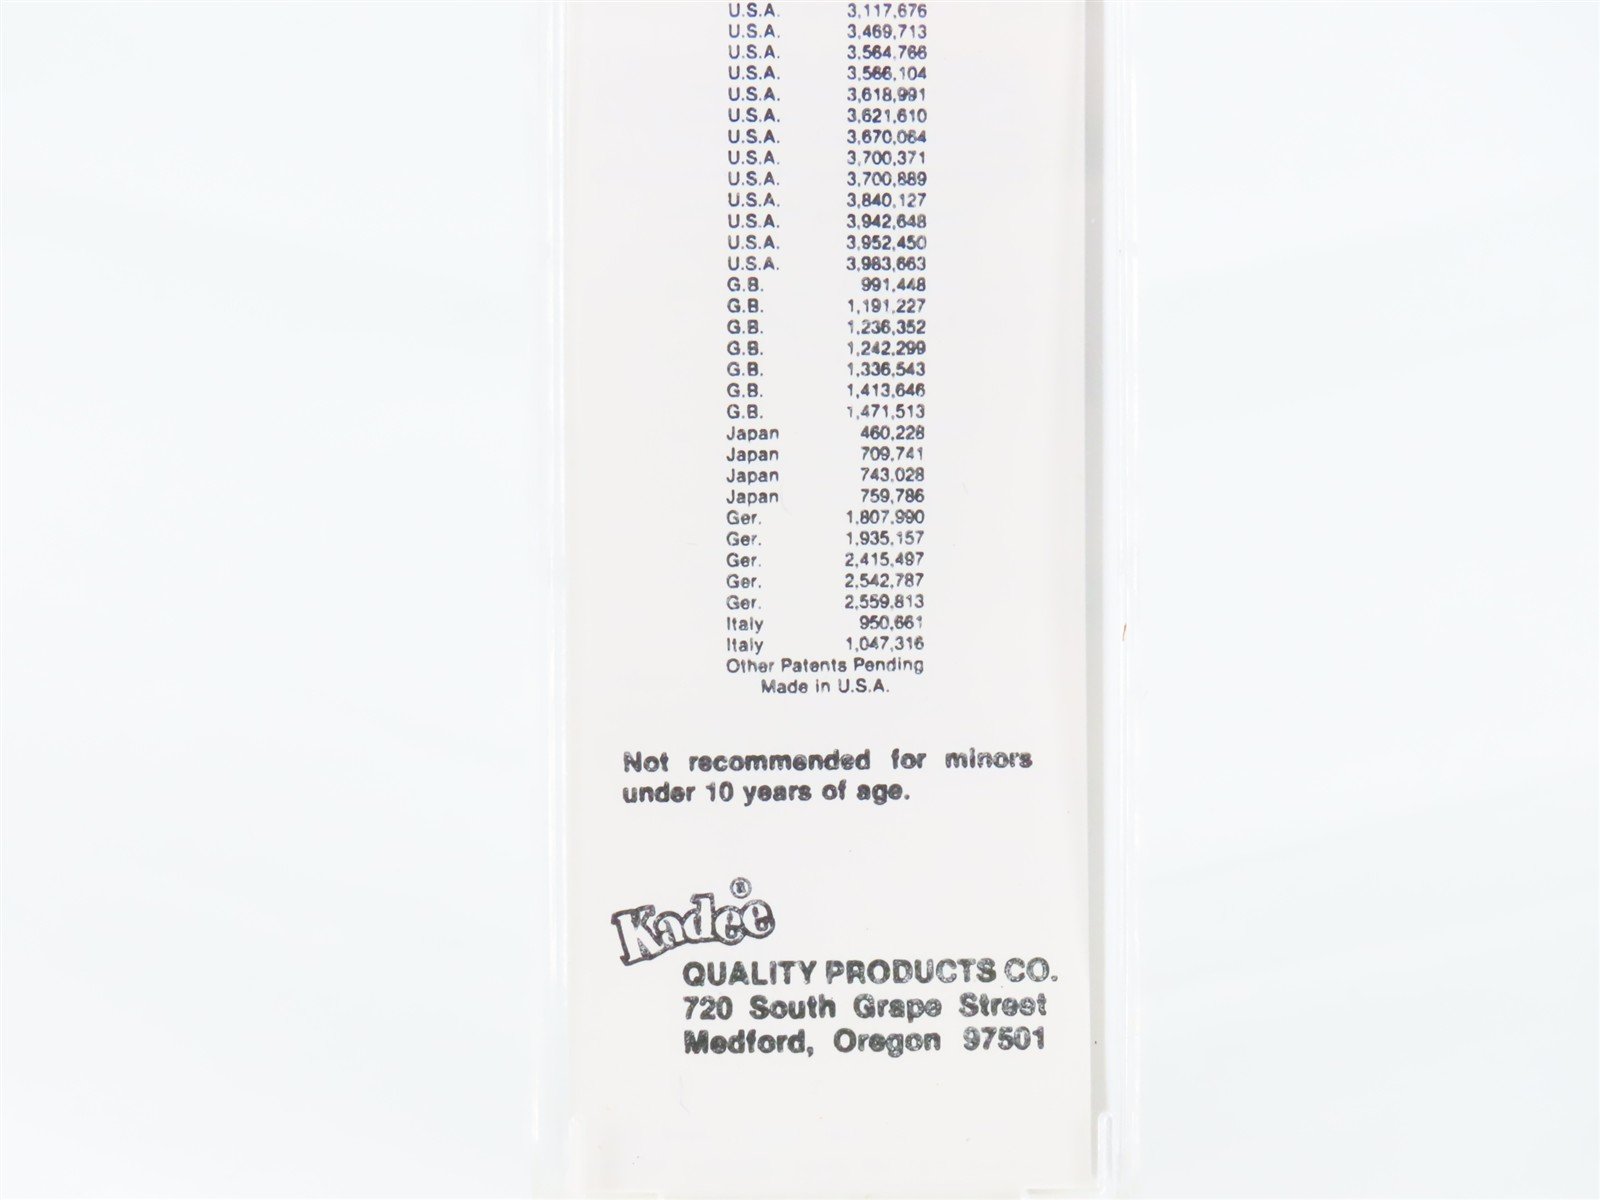 U.S.A. 3,117,676
U.S.A. 3,469,713
U.S.A. 3,564,766
U.S.A. 3,566,104
U.S.A. 3,618,991
U.S.A. 3,621,610
U.S.A. 3,670,064
U.S.A. 3,700,371
U.S.A. 3,700,889
U.S.A. 3,840,127
U.S.A. 3,942,648
U.S.A. 3,952,450
U.S.A. 3,983,663
G.B. 991,448
G.B. 1,191,227
G.B. 1,236,352
G.B. 1,242,299
G.B. 1,336,543
G.B. 1,413,646
G.B. 1,471,513
Japan 460,228
Japan 709,741
Japan 743,028
Japan 759,786
Ger. 1,807,990
Ger. 1,935,157
Ger. 2,415,497
Ger. 2,542,787
Ger. 2,559,813
Italy 950,661
Italy 1,047,316
Other Patents Pending
Made in U.S.A.
Not recommended for minors
under 10 years of age.
Kadee®
QUALITY PRODUCTS CO.
720 South Grape Street
Medford, Oregon 97501